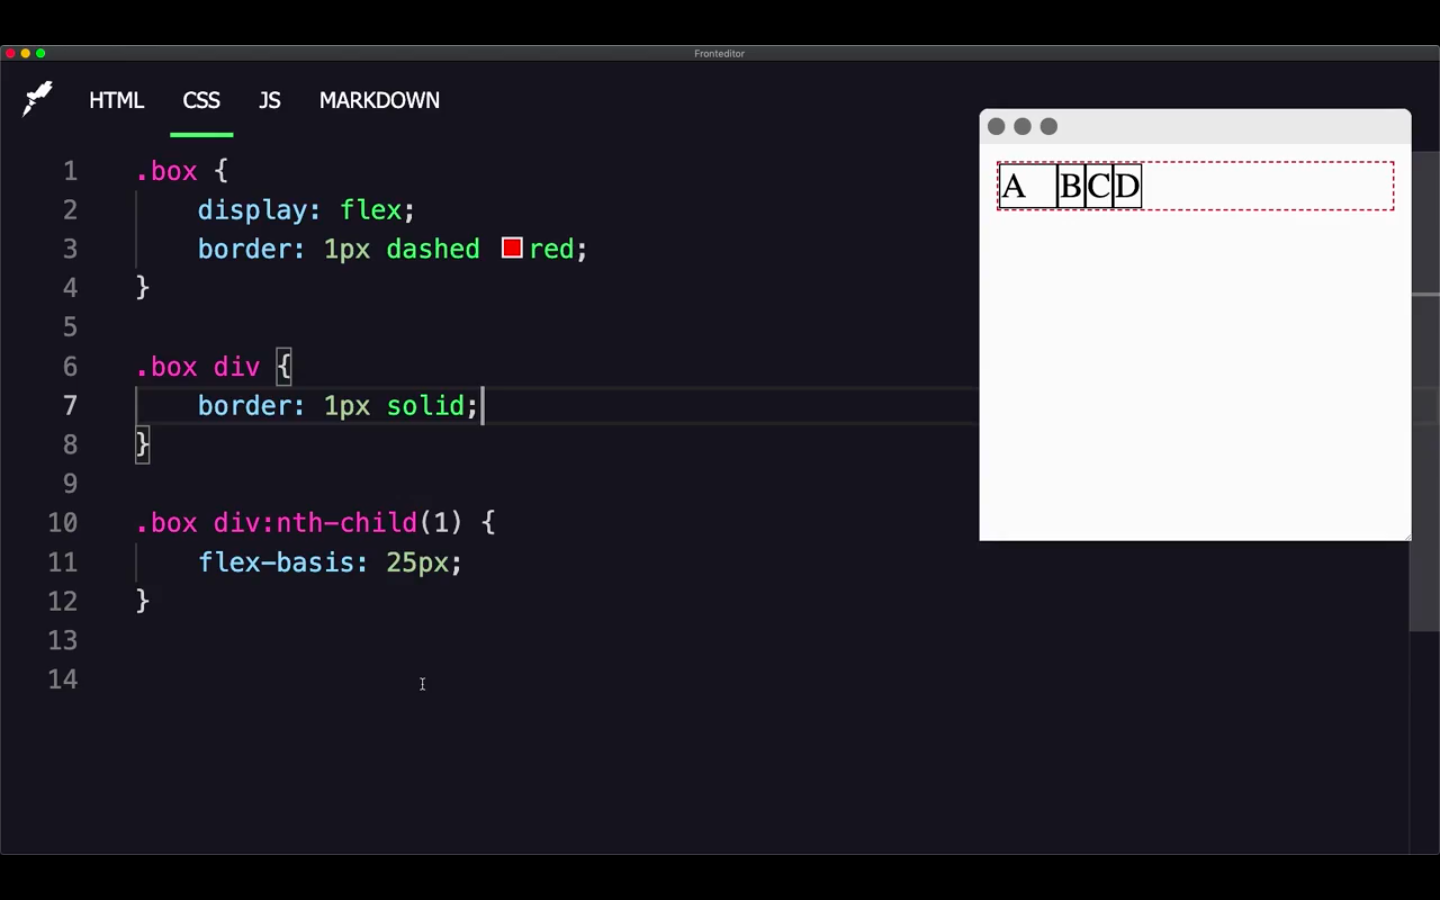 Fronteditor
HTML CSS JS MARKDOWN
1 .box {
2 display: flex;
3 border: 1px dashed red;
4 }
5
6 .box div {
7 border: 1px solid;
8 }
9
10 .box div:nth-child(1) {
11 flex-basis: 25px;
12 }
13
14
A BCD